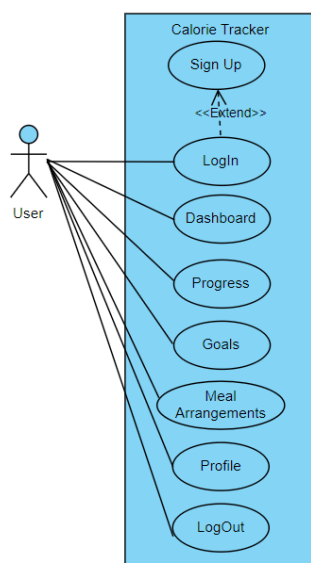 Calorie Tracker
Sign Up
<<Extend>>
LogIn
User
Dashboard
Progress
Goals
Meal
Arrangements
Profile
LogOut